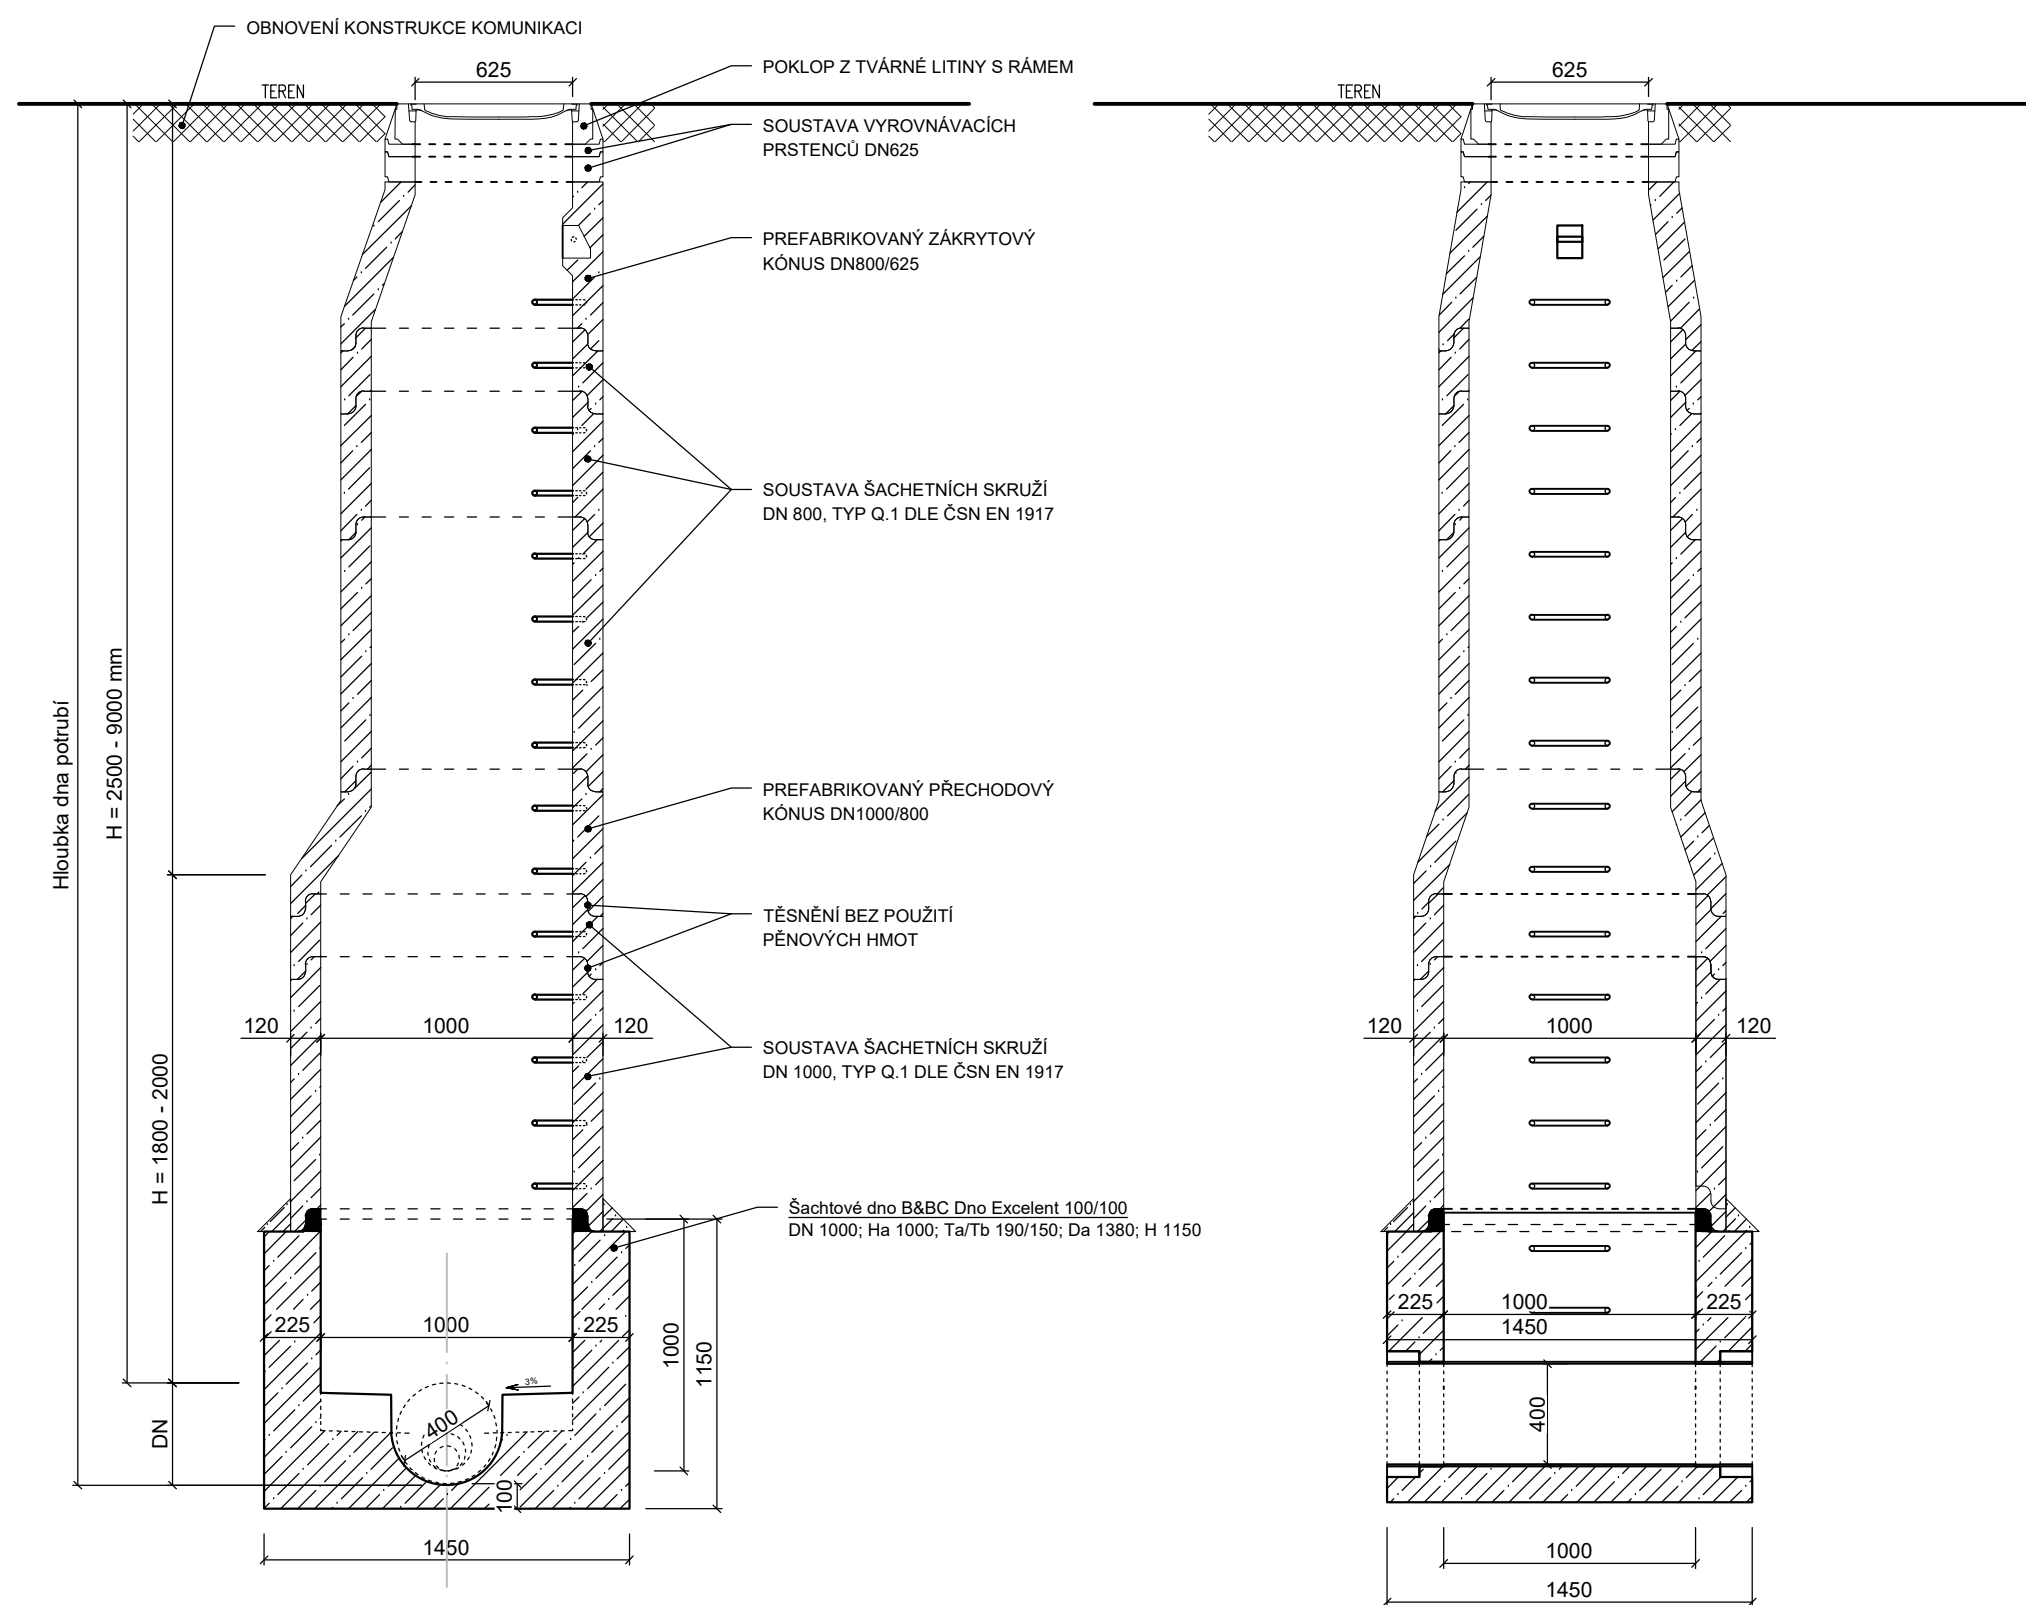 OBNOVENÍ KONSTRUKCE KOMUNIKACI
TEREN
625
POKLOP Z TVÁRNÉ LITINY S RÁMEM
SOUSTAVA VYROVNÁVACÍCH
PRSTENCŮ DN625
PREFABRIKOVANÝ ZÁKRYTOVÝ
KÓNUS DN800/625
SOUSTAVA ŠACHETNÍCH SKRUŽÍ
DN 800, TYP Q.1 DLE ČSN EN 1917
PREFABRIKOVANÝ PŘECHODOVÝ
KÓNUS DN1000/800
TĚSNĚNÍ BEZ POUŽITÍ
PĚNOVÝCH HMOT
SOUSTAVA ŠACHETNÍCH SKRUŽÍ
DN 1000, TYP Q.1 DLE ČSN EN 1917
Šachtové dno B&BC Dno Excelent 100/100
DN 1000; Ha 1000; Ta/Tb 190/150; Da 1380; H 1150
Hloubka dna potrubí
H = 2500 - 9000 mm
H = 1800 - 2000
DN
120
1000
120
225
1000
225
1000
1150
3%
400
100
1450
TEREN
625
120
1000
120
225
1000
225
1450
400
1000
1450